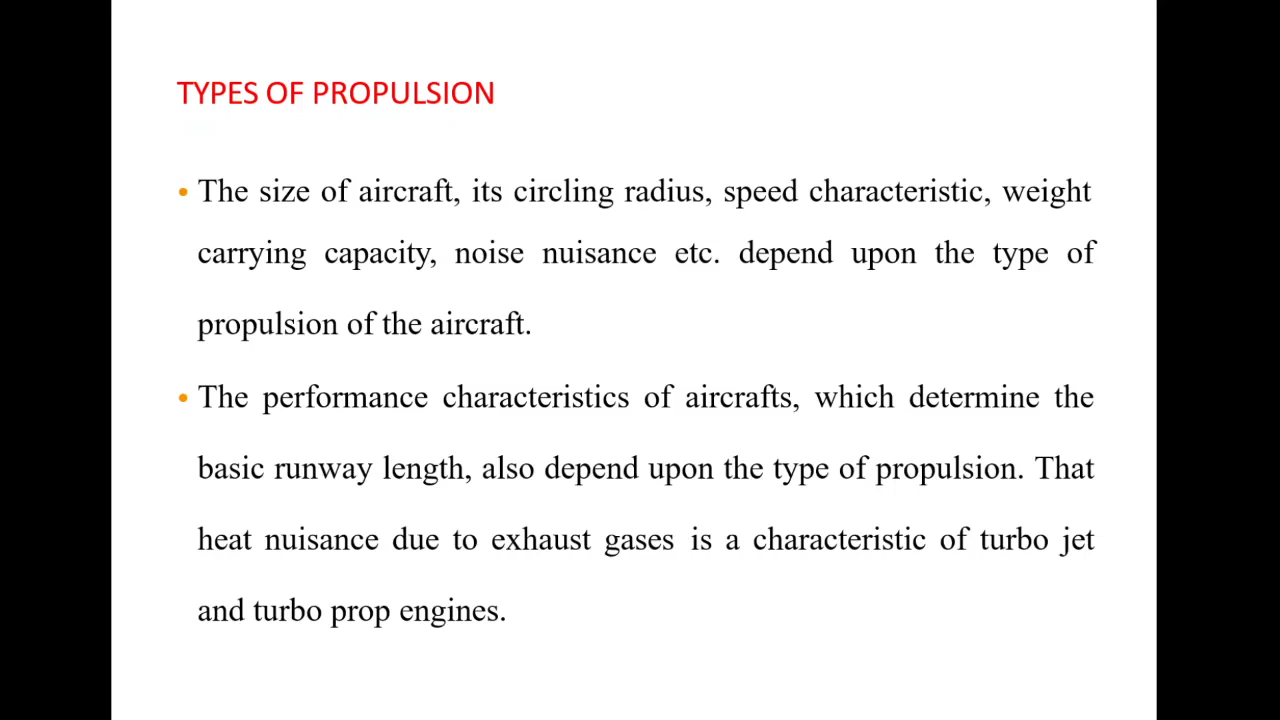 TYPES OF PROPULSION
• The size of aircraft, its circling radius, speed characteristic, weight
carrying capacity, noise nuisance etc. depend upon the type of
propulsion of the aircraft.
• The performance characteristics of aircrafts, which determine the
basic runway length, also depend upon the type of propulsion. That
heat nuisance due to exhaust gases is a characteristic of turbo jet
and turbo prop engines.